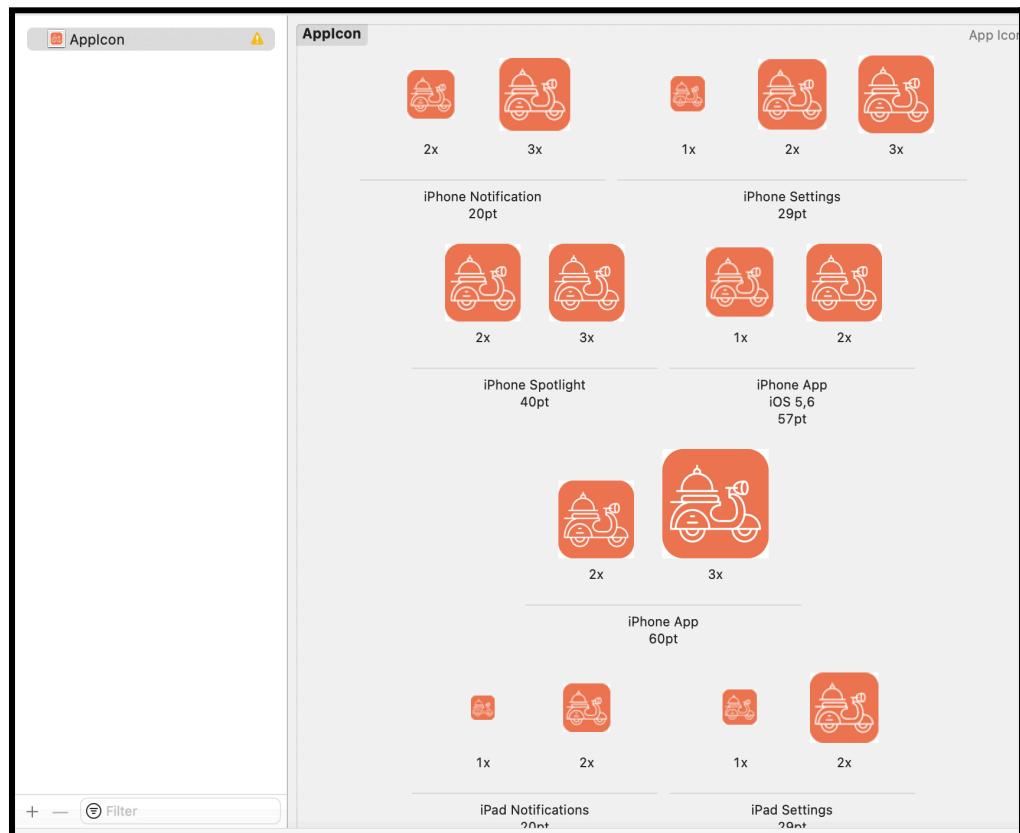 AppIcon
AppIcon
App Icon
2x 3x 1x 2x 3x
iPhone Notification
20pt
iPhone Settings
29pt
2x 3x 1x 2x
iPhone Spotlight
40pt
iPhone App
iOS 5,6
57pt
2x 3x
iPhone App
60pt
1x 2x 1x 2x
iPad Notifications
20pt
iPad Settings
29pt
Filter